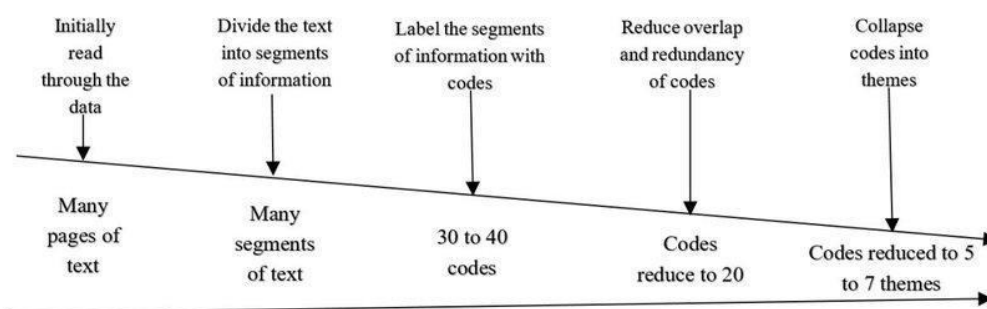 Initially
read
through the
data
Divide the text
into segments
of information
Label the segments
of information with
codes
Reduce overlap
and redundancy
of codes
Collapse
codes into
themes
Many
pages of
text
Many
segments
of text
30 to 40
codes
Codes
reduce to 20
Codes reduced to 5
to 7 themes